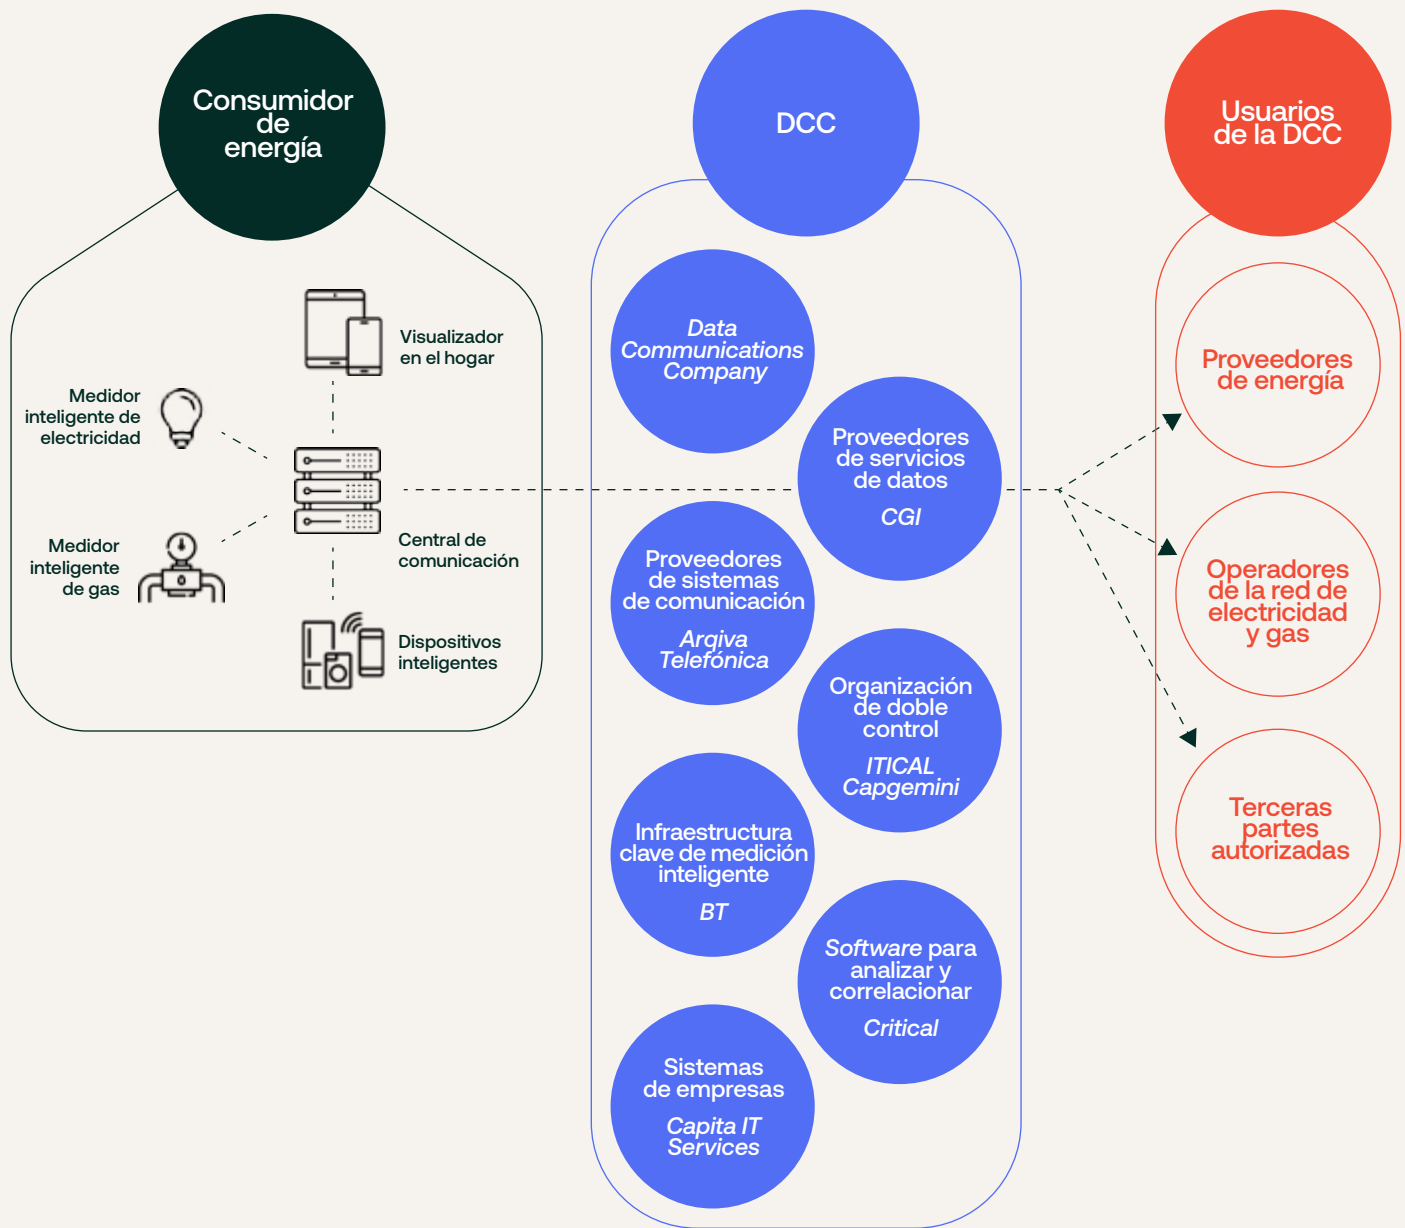 Consumidor
de
energía
Visualizador
en el hogar
Medidor
inteligente de
electricidad
Medidor
inteligente
de gas
Central de
comunicación
Dispositivos
inteligentes
DCC
Data
Communications
Company
Proveedores
de servicios
de datos
CGI
Proveedores
de sistemas
de comunicación
Arqiva
Telefónica
Organización
de doble
control
ITICAL
Capgemini
Infraestructura
clave de medición
inteligente
BT
Software para
analizar y
correlacionar
Critical
Sistemas
de empresas
Capita IT
Services
Usuarios
de la DCC
Proveedores
de energía
Operadores
de la red de
electricidad
y gas
Terceras
partes
autorizadas